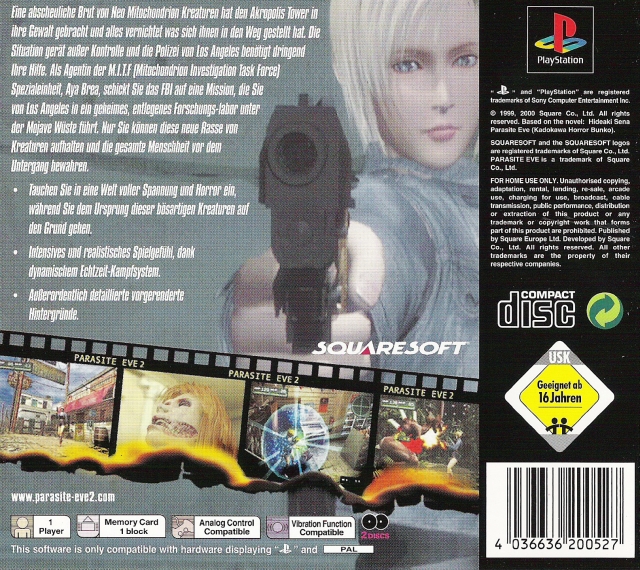 Eine abscheuliche Brut von Neo Mitochondrion Kreaturen hat den Akropolis Tower in
ihre Gewalt gebracht und alles vernichtet was sich ihnen in den Weg gestellt hat. Die
Situation gerät außer Kontrolle und die Polizei von Los Angeles benötigt dringend
Ihre Hilfe. Als Agentin der M.I.T.F (Mitochondrion Investigation Task Force)
Spezialeinheit, Aya Brea, schickt Sie das FBI auf eine Mission, die Sie
von Los Angeles in ein geheimes, entlegenes Forschungs-labor unter
der Mojave Wüste führt. Nur Sie können diese neue Rasse von
Kreaturen aufhalten und die gesamte Menschheit vor dem
Untergang bewahren.
• Tauchen Sie in eine Welt voller Spannung und Horror ein,
während Sie dem Ursprung dieser bösartigen Kreaturen auf
den Grund gehen.
• Intensives und realistisches Spielgefühl, dank
dynamischem Echtzeit-Kampfsystem.
• Außerordentlich detaillierte vorgerenderte
Hintergründe.
SQUARESOFT
PARASITE EVE 2
PARASITE EVE 2
PARASITE EVE 2
www.parasite-eve2.com
1
Player
Memory Card
1 block
Analog Control
Compatible
Vibration Function
Compatible
2 DISCS
This software is only compatible with hardware displaying " " and PAL
PlayStation
" " and "PlayStation" are registered
trademarks of Sony Computer Entertainment Inc.
© 1999, 2000 Square Co., Ltd. All rights
reserved. Based on the novel: Hideaki Sena
Parasite Eve (Kadokawa Horror Bunko).
SQUARESOFT and the SQUARESOFT logos
are registered trademarks of Square Co., Ltd.
PARASITE EVE is a trademark of Square
Co., Ltd.
FOR HOME USE ONLY. Unauthorised copying,
adaptation, rental, lending, re-sale, arcade
use, charging for use, broadcast, cable
transmission, public performance, distribution
or extraction of this product or any
trademark or copyright work that forms
part of this product are prohibited. Published
by Square Europe Ltd. Developed by Square
Co., Ltd. All rights reserved. All other
trademarks are the property of their
respective companies.
COMPACT
disc
USK
Geeignet ab
16 Jahren
4 036636 200527